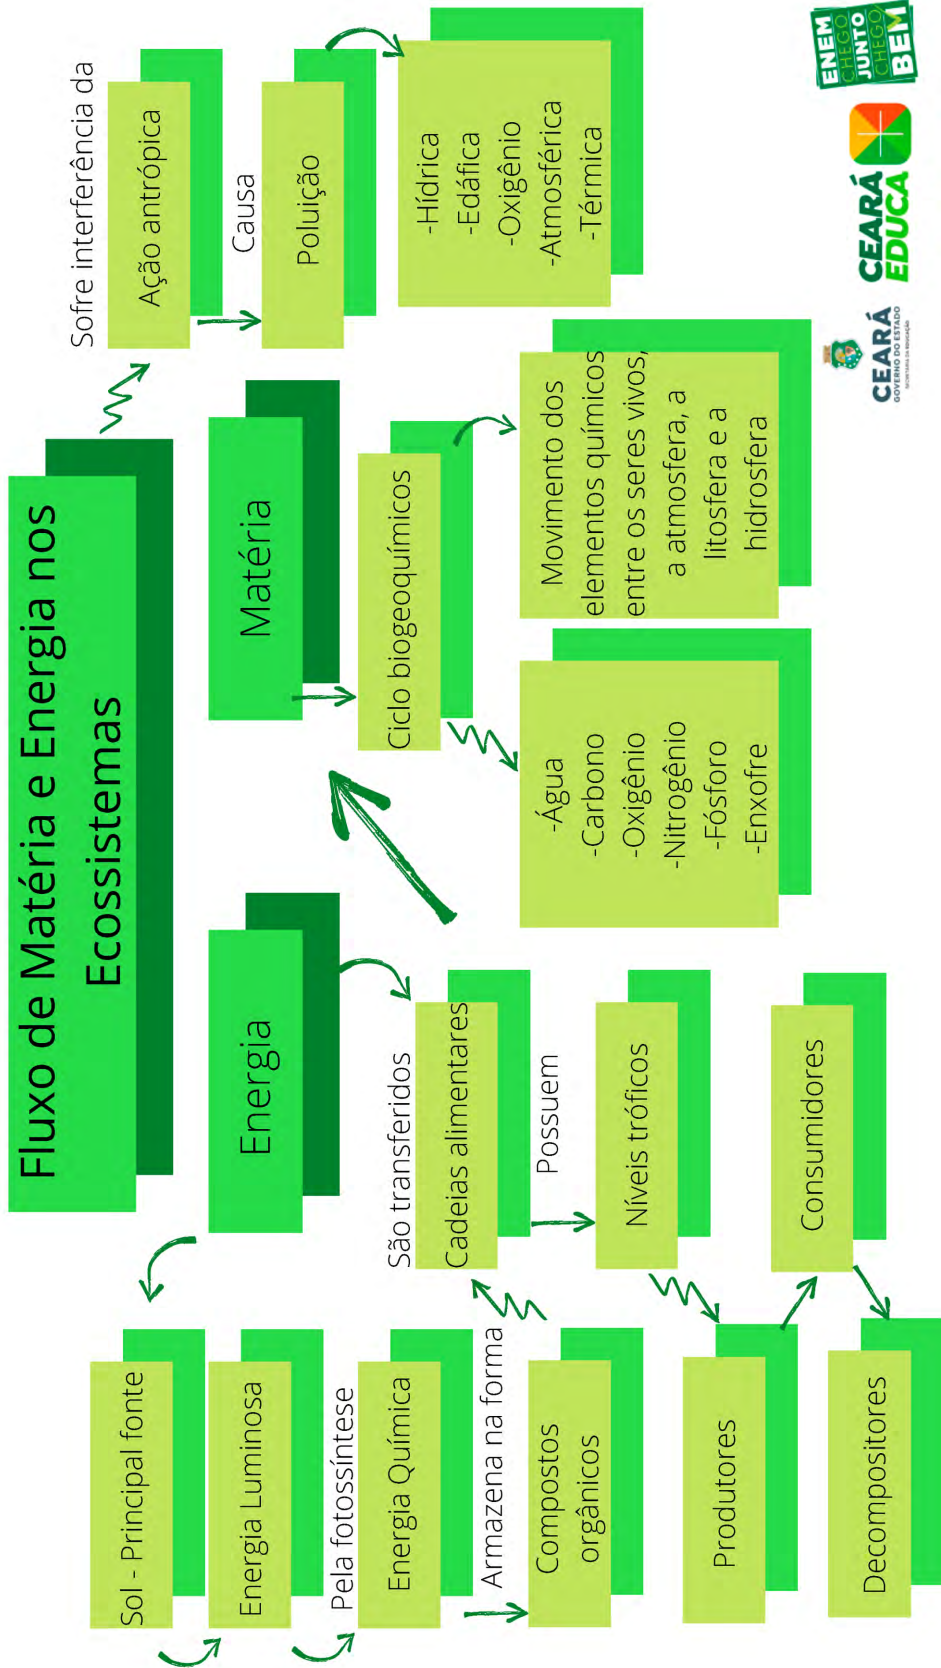 Fluxo de Matéria e Energia nos
Ecossistemas
Sol - Principal fonte
Energia Luminosa
Pela fotossíntese
Energia Química
Armazena na forma
Compostos
orgânicos
Energia
São transferidos
Cadeias alimentares
Possuem
Níveis tróficos
Produtores
Consumidores
Decompositores
Matéria
Ciclo biogeoquímicos
-Água
-Carbono
-Oxigênio
-Nitrogênio
-Fósforo
-Enxofre
Movimento dos
elementos químicos
entre os seres vivos,
a atmosfera, a
litosfera e a
hidrosfera
Sofre interferência da
Ação antrópica
Causa
Poluição
-Hídrica
-Edáfica
-Oxigênio
-Atmosférica
-Térmica
CEARÁ
GOVERNO DO ESTADO
SECRETARIA DA EDUCAÇÃO
CEARÁ
EDUCA
ENEM
CHEGO
JUNTO
CHEGO
BEM